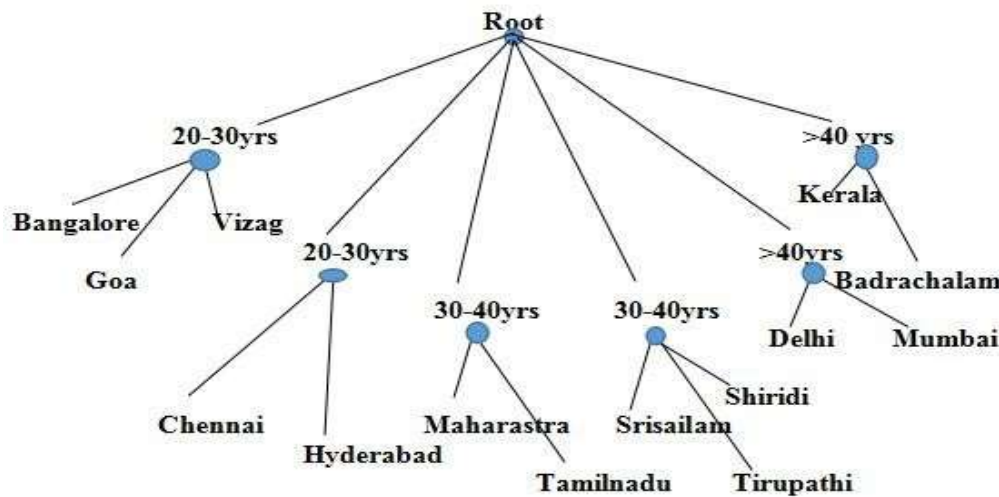 Root
20-30yrs
>40 yrs
Bangalore
Vizag
Kerala
Goa
20-30yrs
>40yrs
Badrachalam
30-40yrs
30-40yrs
Delhi
Mumbai
Shiridi
Chennai
Maharastra
Srisailam
Hyderabad
Tamilnadu
Tirupathi